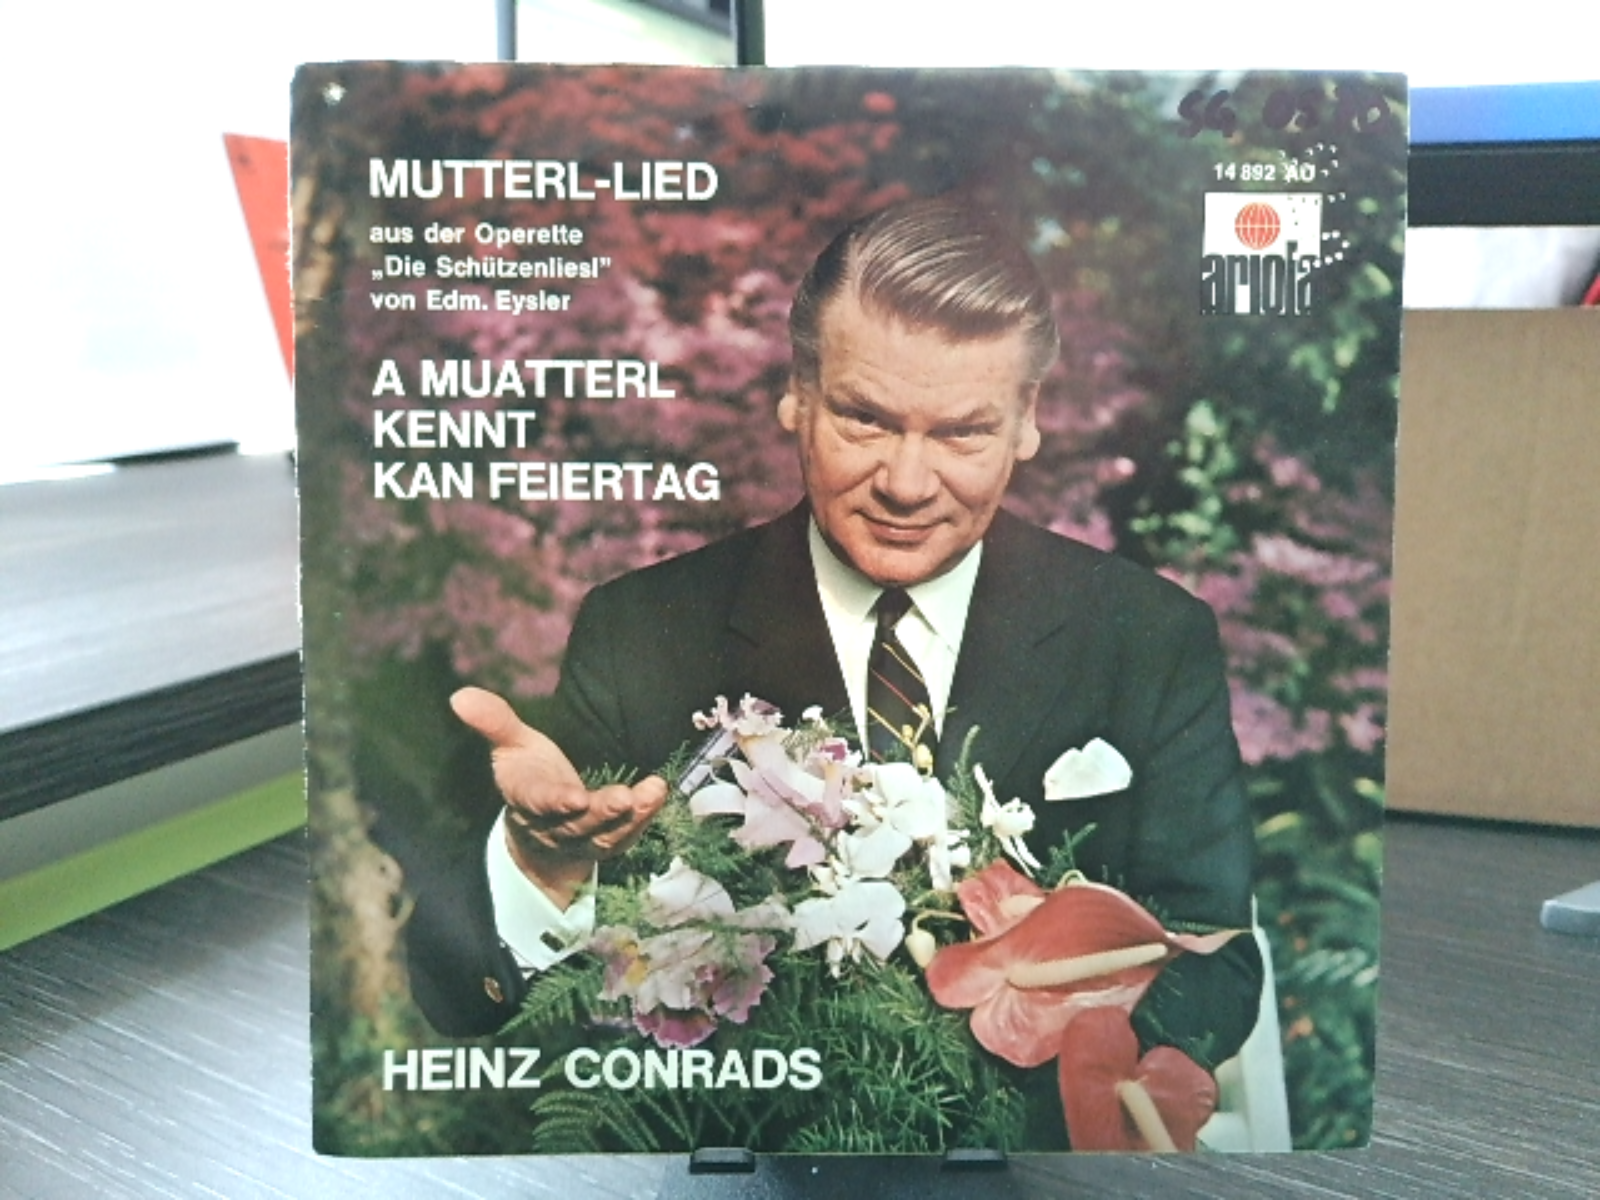 MUTTERL-LIED
aus der Operette
„Die Schützenliesl”
von Edm. Eysler
A MUATTERL
KENNT
KAN FEIERTAG
14 892 AU
ariola
HEINZ CONRADS